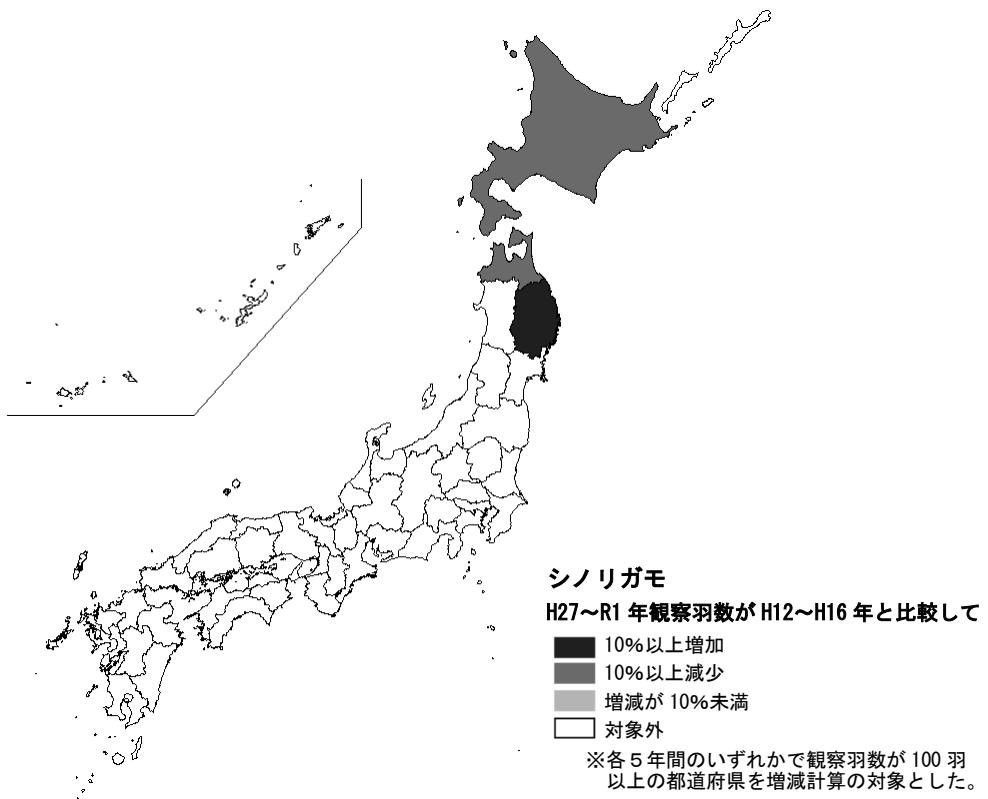 シノリガモ
H27～R1 年観察羽数が H12～H16 年と比較して
10%以上増加
10%以上減少
増減が 10%未満
対象外
※各５年間のいずれかで観察羽数が 100 羽
以上の都道府県を増減計算の対象とした。